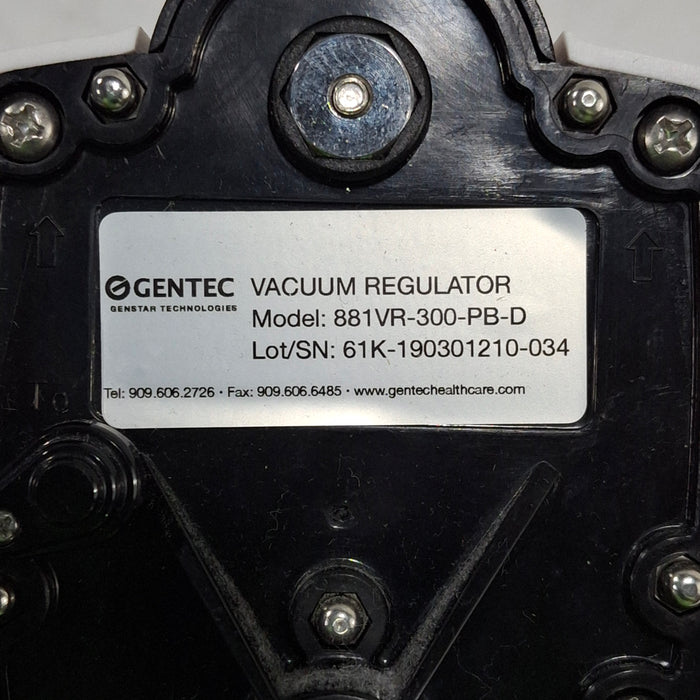 GENTEC
GENSTAR TECHNOLOGIES
VACUUM REGULATOR
Model: 881VR-300-PB-D
Lot/SN: 61K-190301210-034
Tel: 909.606.2726 · Fax: 909.606.6485 · www.gentechealthcare.com